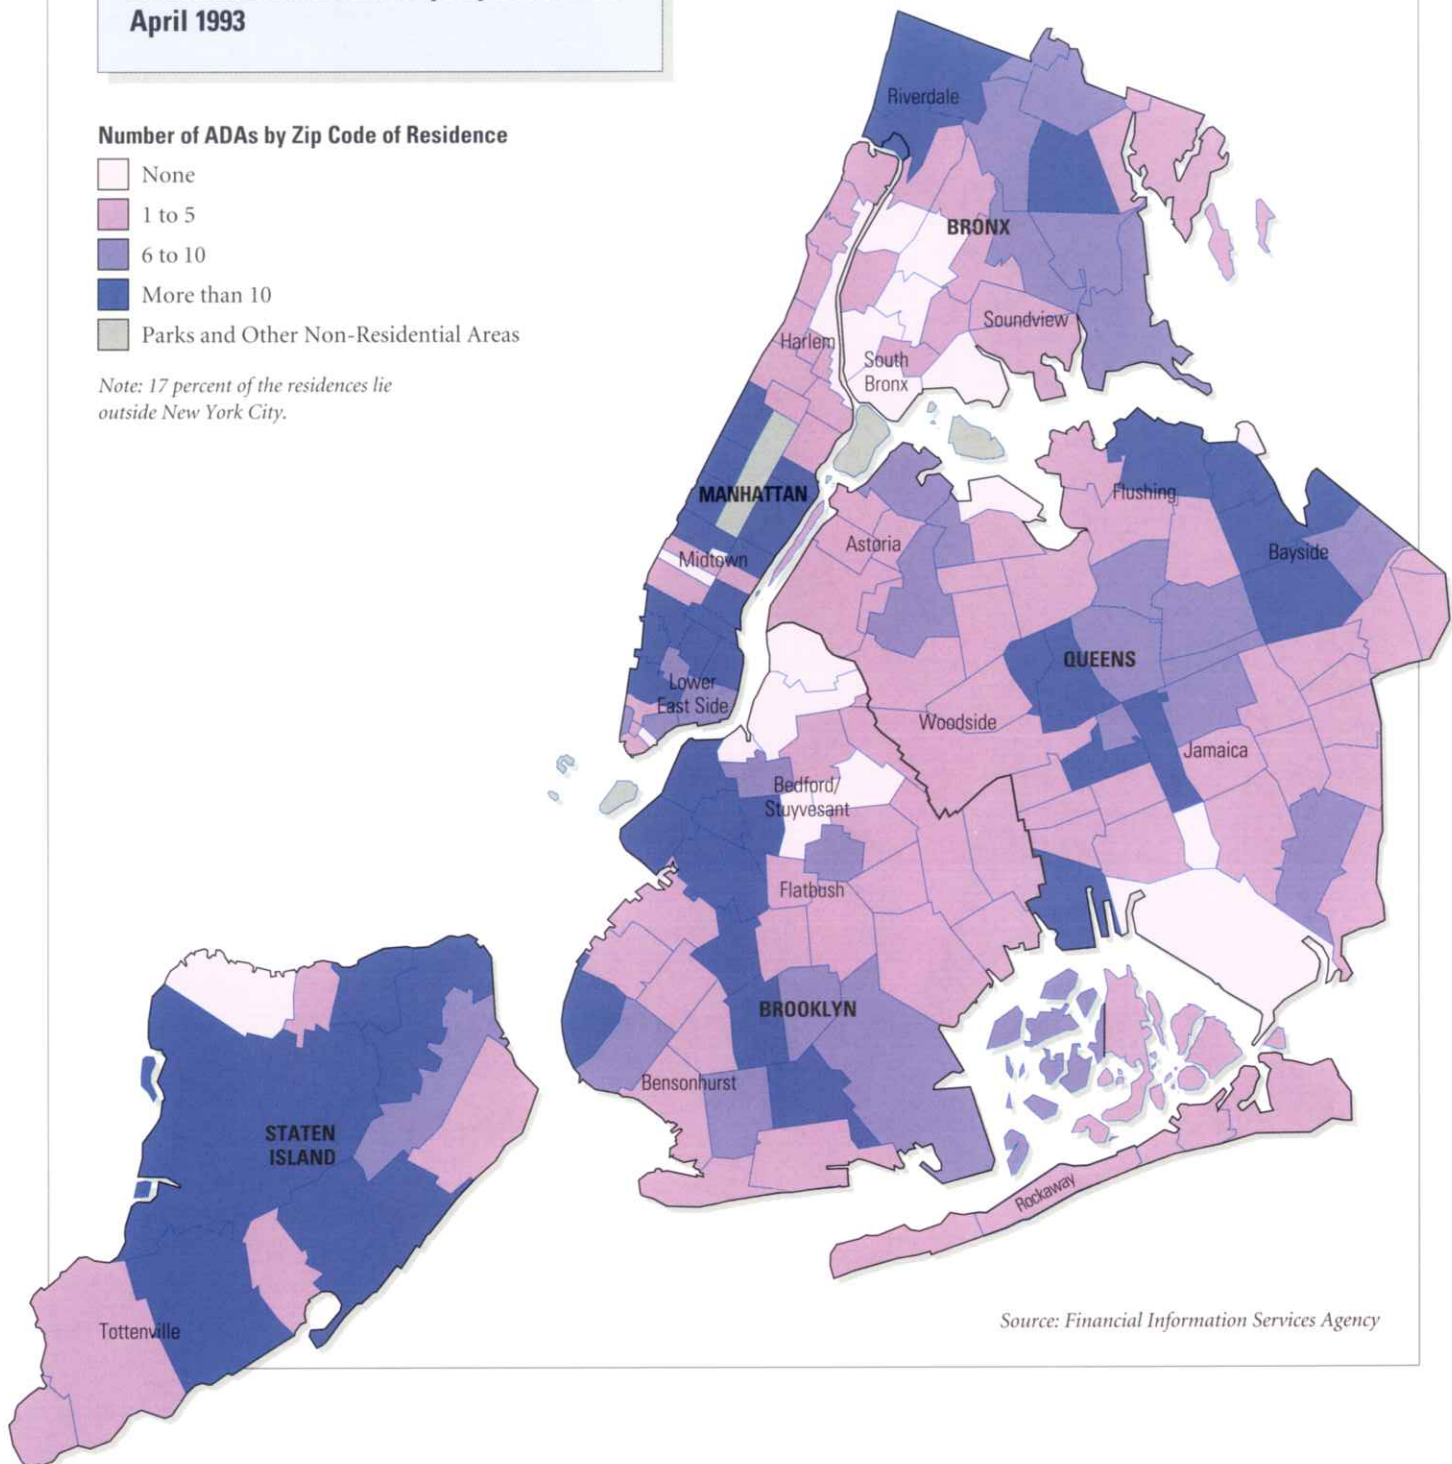 April 1993
Number of ADAs by Zip Code of Residence
None
1 to 5
6 to 10
More than 10
Parks and Other Non-Residential Areas
Note: 17 percent of the residences lie
outside New York City.
Riverdale
BRONX
Soundview
Harlem
South
Bronx
MANHATTAN
Flushing
Midtown
Astoria
Bayside
QUEENS
Lower
East Side
Woodside
Jamaica
Bedford/
Stuyvesant
Flatbush
BROOKLYN
Bensonhurst
STATEN
ISLAND
Rockaway
Tottenville
Source: Financial Information Services Agency